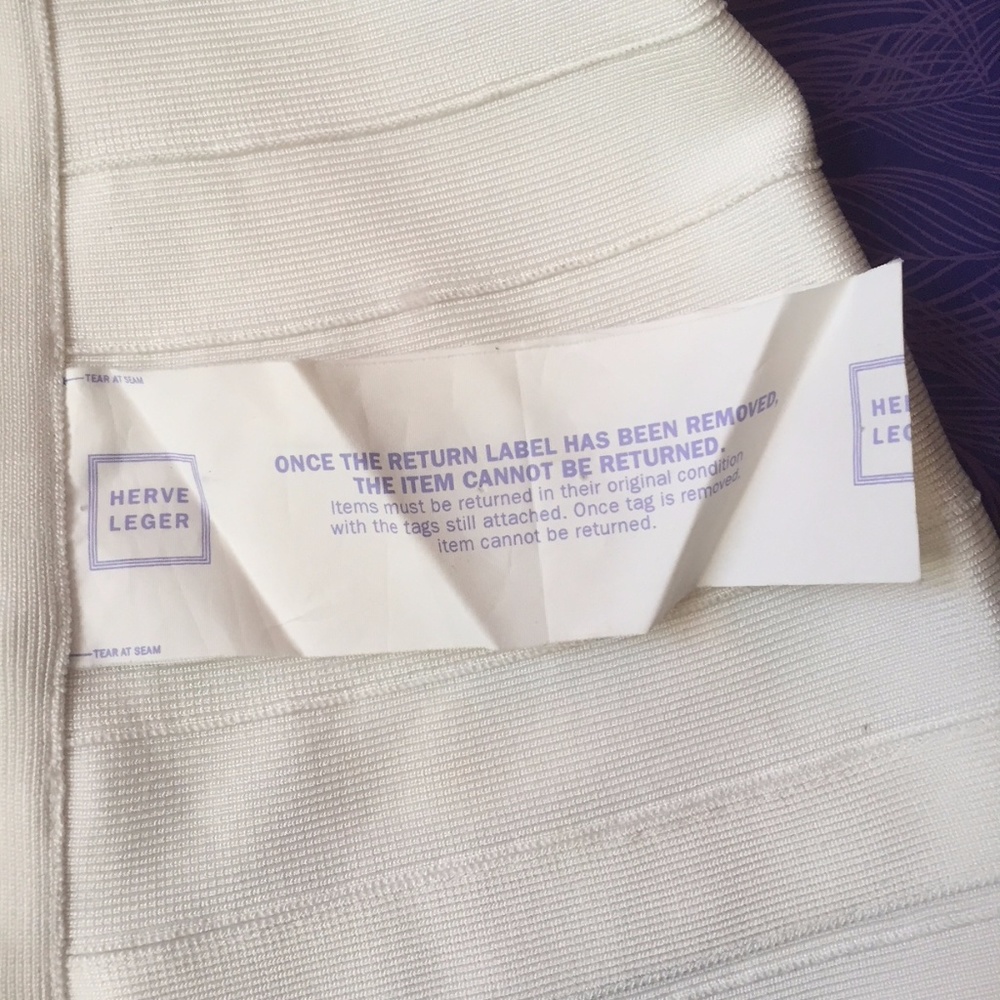 TEAR AT SEAM
HERVE
LEGER
ONCE THE RETURN LABEL HAS BEEN REMOVED,
THE ITEM CANNOT BE RETURNED.
Items must be returned in their original condition
with the tags still attached. Once tag is removed.
item cannot be returned.
HER
LEG
TEAR AT SEAM